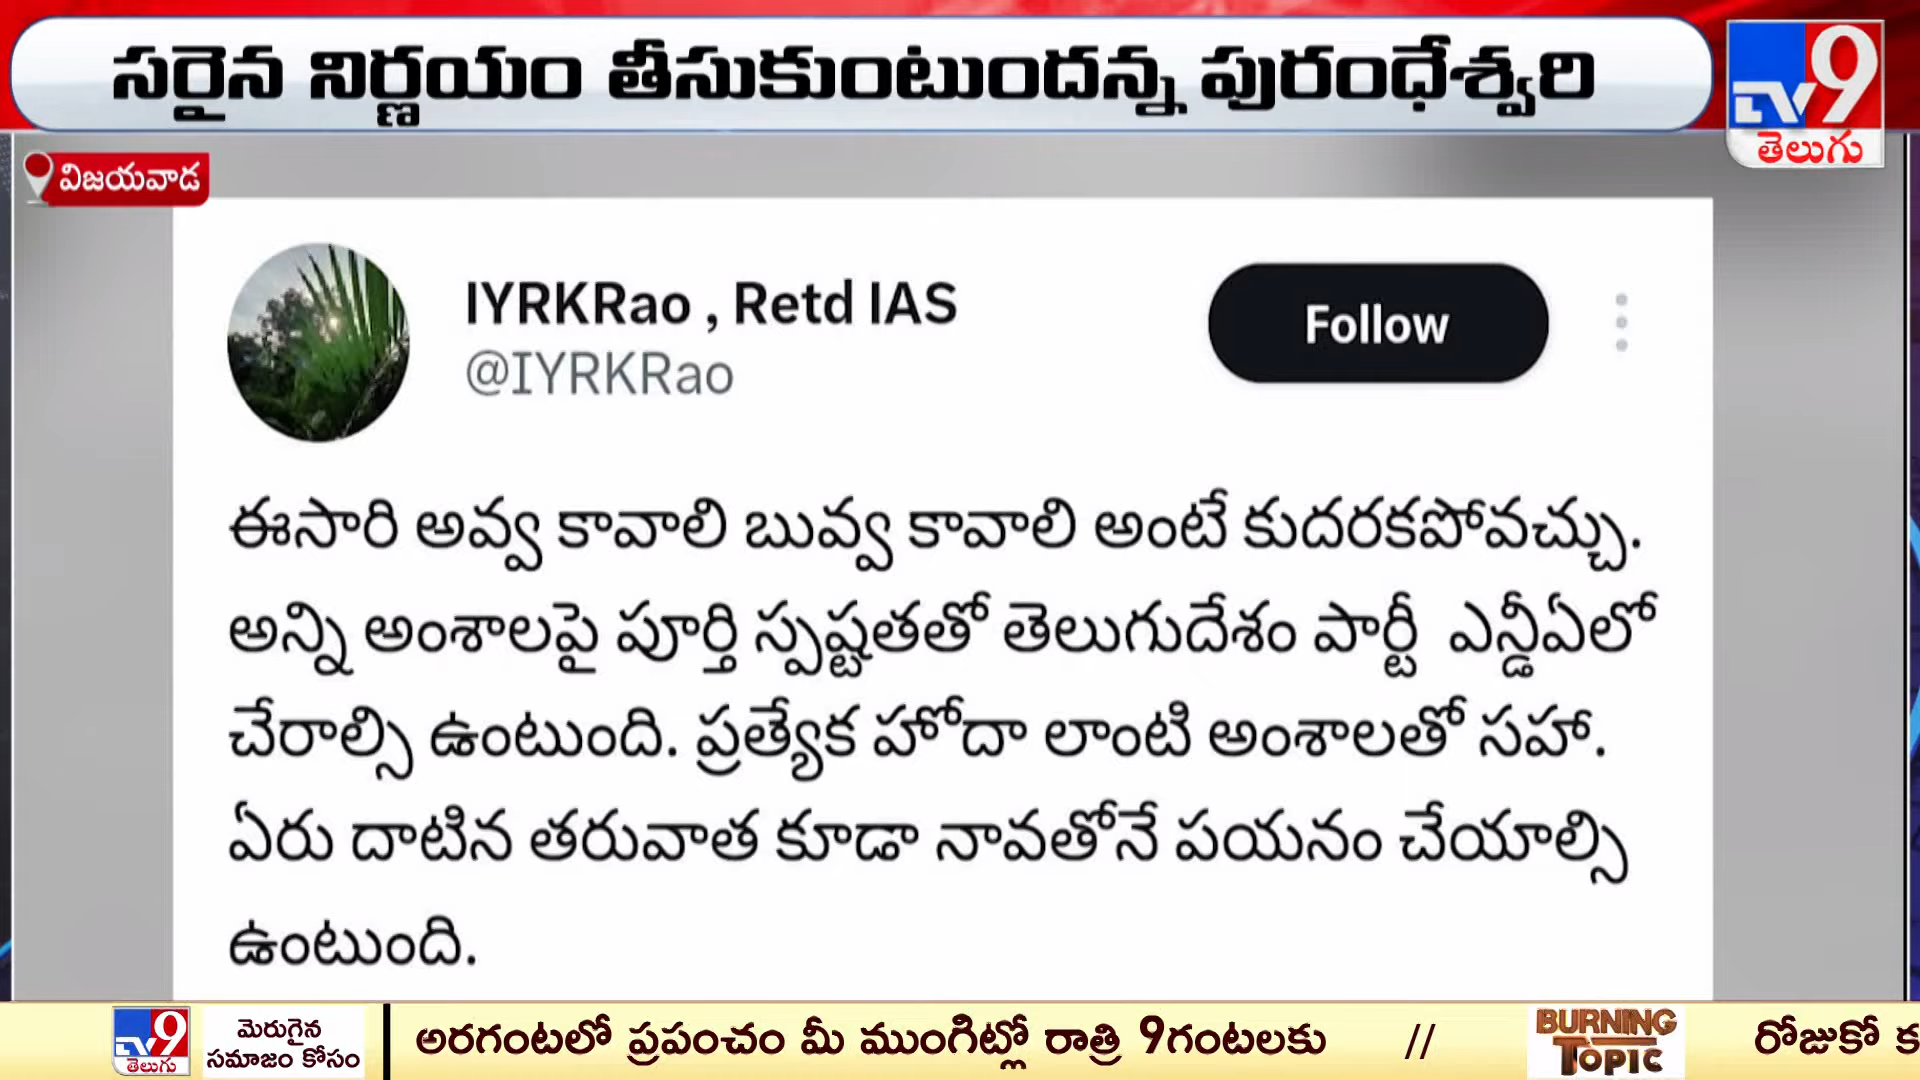 సరైన నిర్ణయం తీసుకుంటుందన్న పురంధేశ్వరి
TV9
తెలుగు
విజయవాడ
IYRKRao , Retd IAS
Follow
@IYRKRao
ఈసారి అవ్వ కావాలి బువ్వ కావాలి అంటే కుదరకపోవచ్చు.
అన్ని అంశాలపై పూర్తి స్పష్టతతో తెలుగుదేశం పార్టీ ఎన్డీఏలో
చేరాల్సి ఉంటుంది. ప్రత్యేక హోదా లాంటి అంశాలతో సహా.
ఏరు దాటిన తరువాత కూడా నావతోనే పయనం చేయాల్సి
ఉంటుంది.
TV9
తెలుగు
మెరుగైన
సమాజం కోసం
అరగంటలో ప్రపంచం మీ ముంగిట్లో రాత్రి 9గంటలకు //
BURNING
TOPIC
రోజుకో క